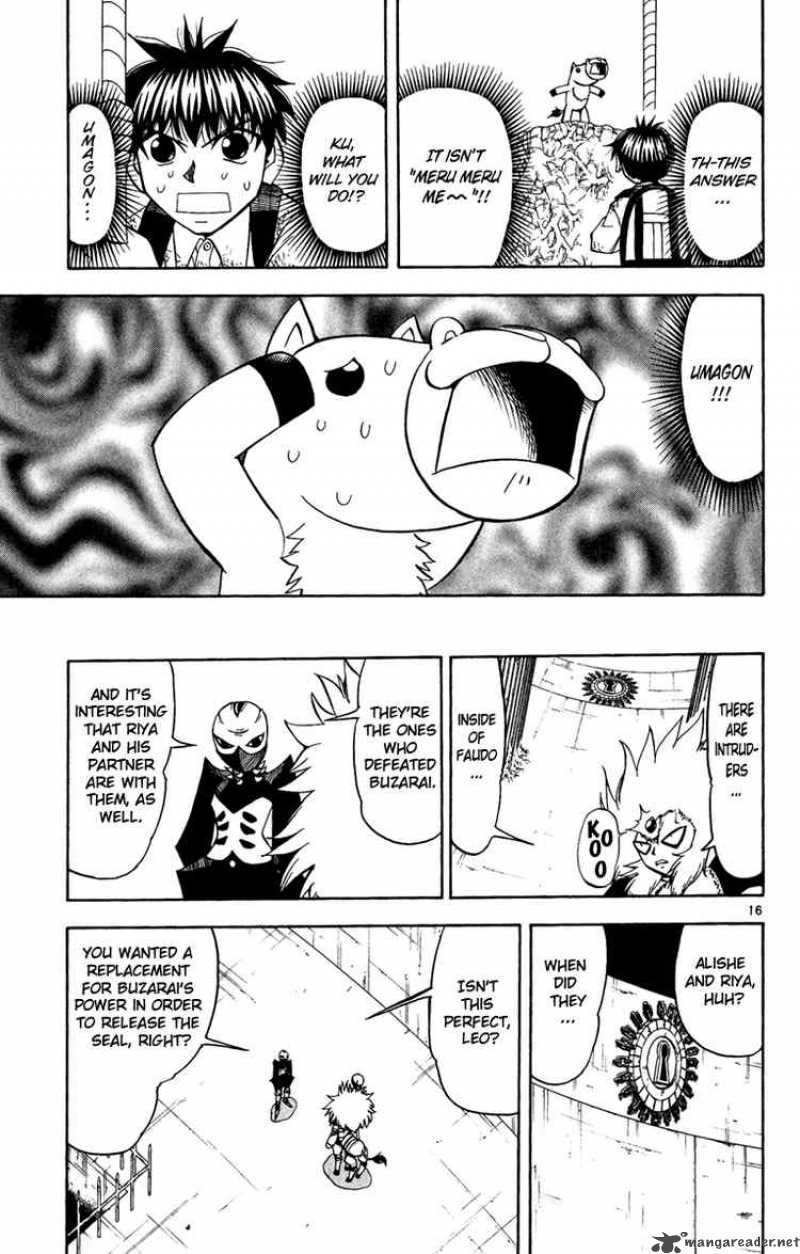 TH-THIS
ANSWER
...
IT ISN'T
"MERU MERU
ME~~"!!
KU,
WHAT
WILL YOU
DO!?
UMAGON...
UMAGON
!!!
THERE
ARE
INTRUD-
ERS
...
INSIDE
OF
FAUDO
...
KOOO
THEY'RE
THE ONES
WHO
DEFEATED
BUZARAI.
AND IT'S
INTERESTING
THAT RIYA
AND HIS
PARTNER
ARE WITH
THEM, AS
WELL.
16
ALISHE
AND RIYA,
HUH?
WHEN
DID
THEY
...
ISN'T
THIS
PERFECT,
LEO?
YOU WANTED A
REPLACEMENT
FOR BUZARAI'S
POWER IN ORDER
TO RELEASE THE
SEAL, RIGHT?
mangareader.net